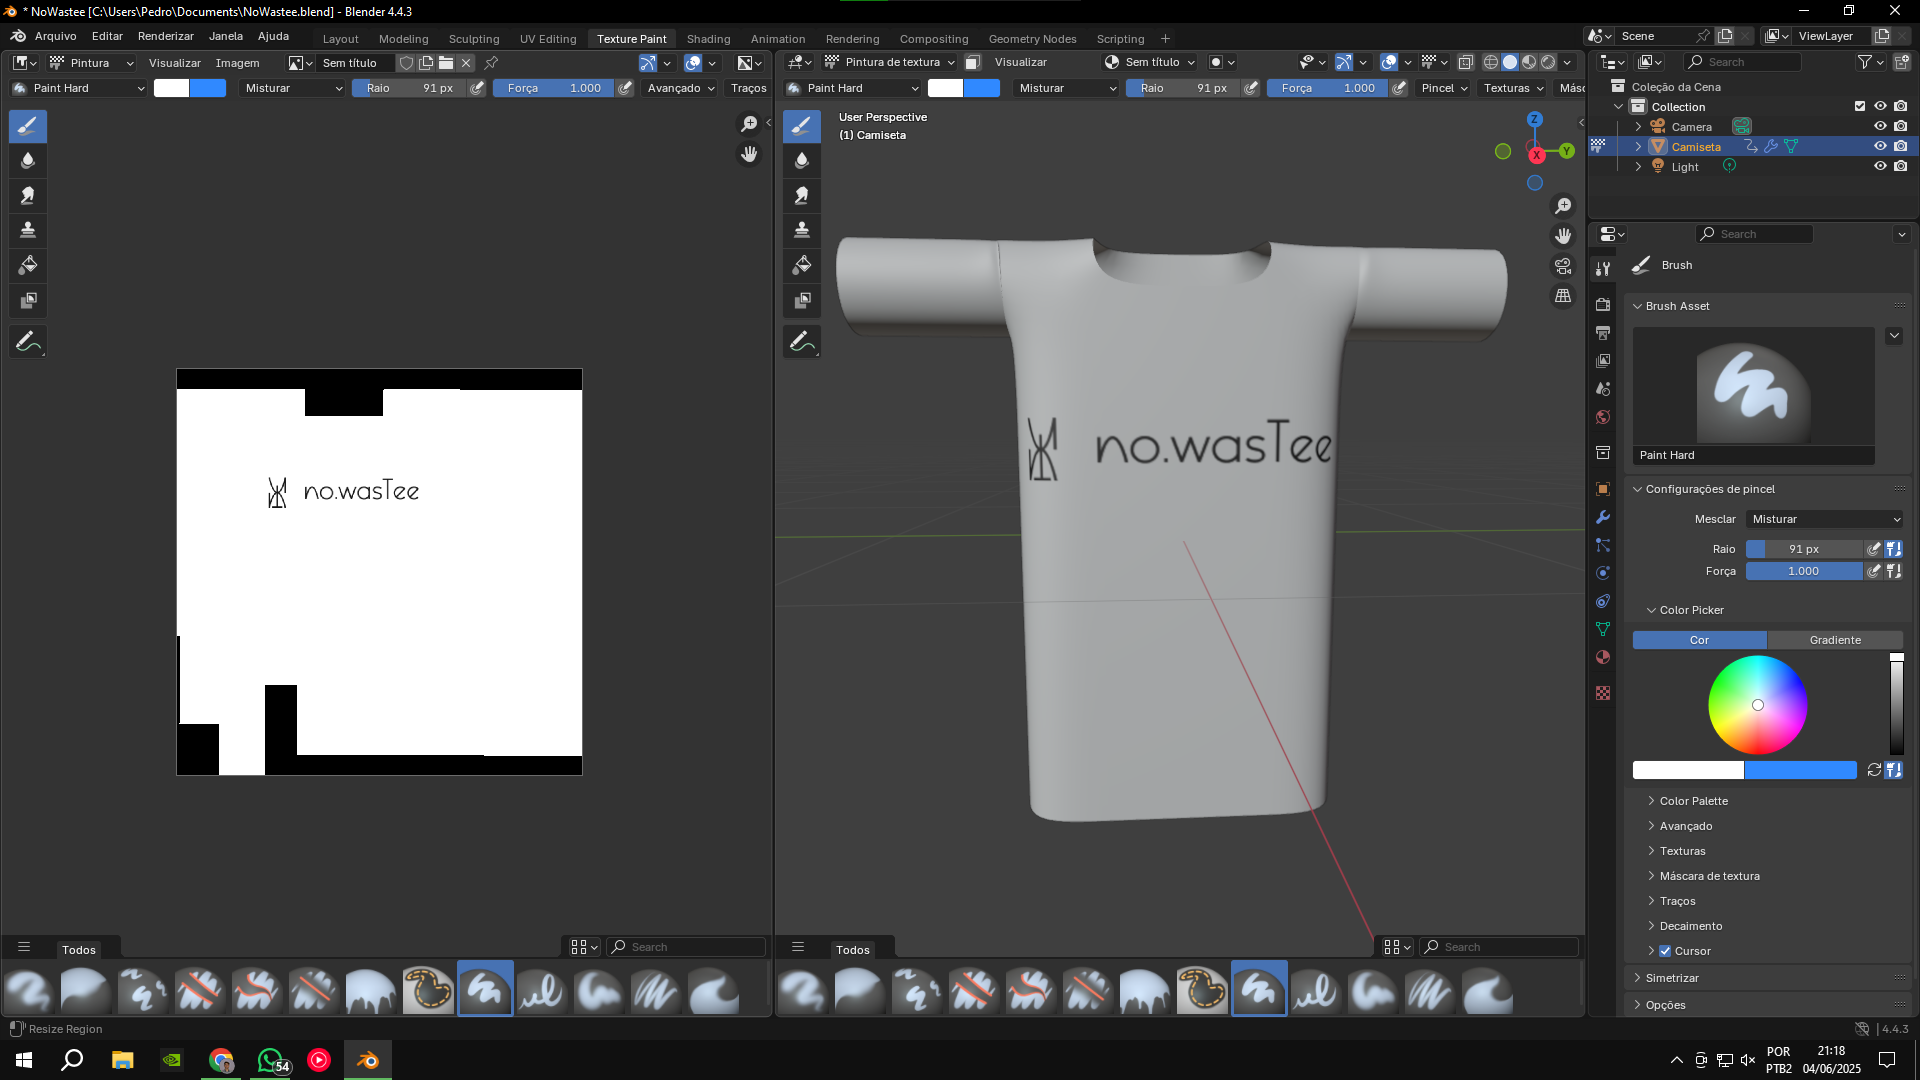 * NoWastee [C:\Users\Pedro\Documents\NoWastee.blend] - Blender 4.4.3
Arquivo Editar Renderizar Janela Ajuda Layout Modeling Sculpting UV Editing Texture Paint Shading Animation Rendering Compositing Geometry Nodes Scripting Scene ViewLayer
Pintura Visualizar Imagem Sem título
Paint Hard Misturar Raio 91 px Força 1.000 Avançado Traços
Pintura de textura Visualizar Sem título
Paint Hard Misturar Raio 91 px Força 1.000 Pincel Texturas Másc
User Perspective
(1) Camiseta
Z
Y
X
no.wasTee
no.wasTee
Search
Coleção da Cena
Collection
Camera
Camiseta
Light
Search
Brush
Brush Asset
Paint Hard
Configurações de pincel
Mesclar Misturar
Raio 91 px
Força 1.000
Color Picker
Cor Gradiente
Color Palette
Avançado
Texturas
Máscara de textura
Traços
Decaimento
Cursor
Simetrizar
Opções
Todos Search
Todos Search
Resize Region
4.4.3
54
POR
PTB2
21:18
04/06/2025